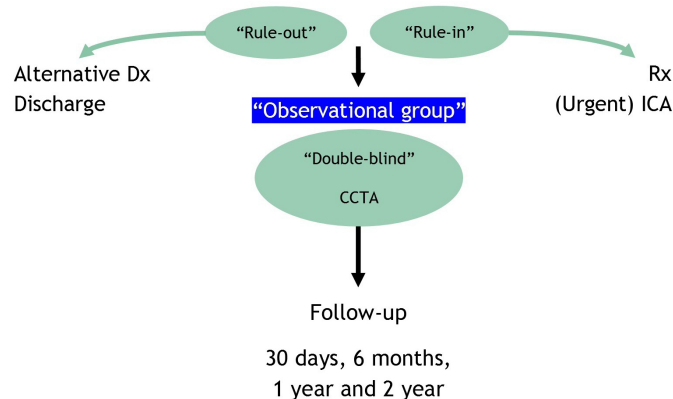 “Rule-out”
“Rule-in”
Alternative Dx
Discharge
Rx
(Urgent) ICA
“Observational group”
“Double-blind”
CCTA
Follow-up
30 days, 6 months,
1 year and 2 year